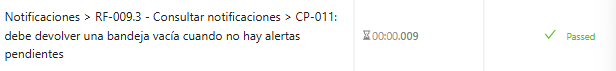 Notificaciones > RF-009.3 - Consultar notificaciones > CP-011:
debe devolver una bandeja vacía cuando no hay alertas
pendientes
00:00.009
Passed